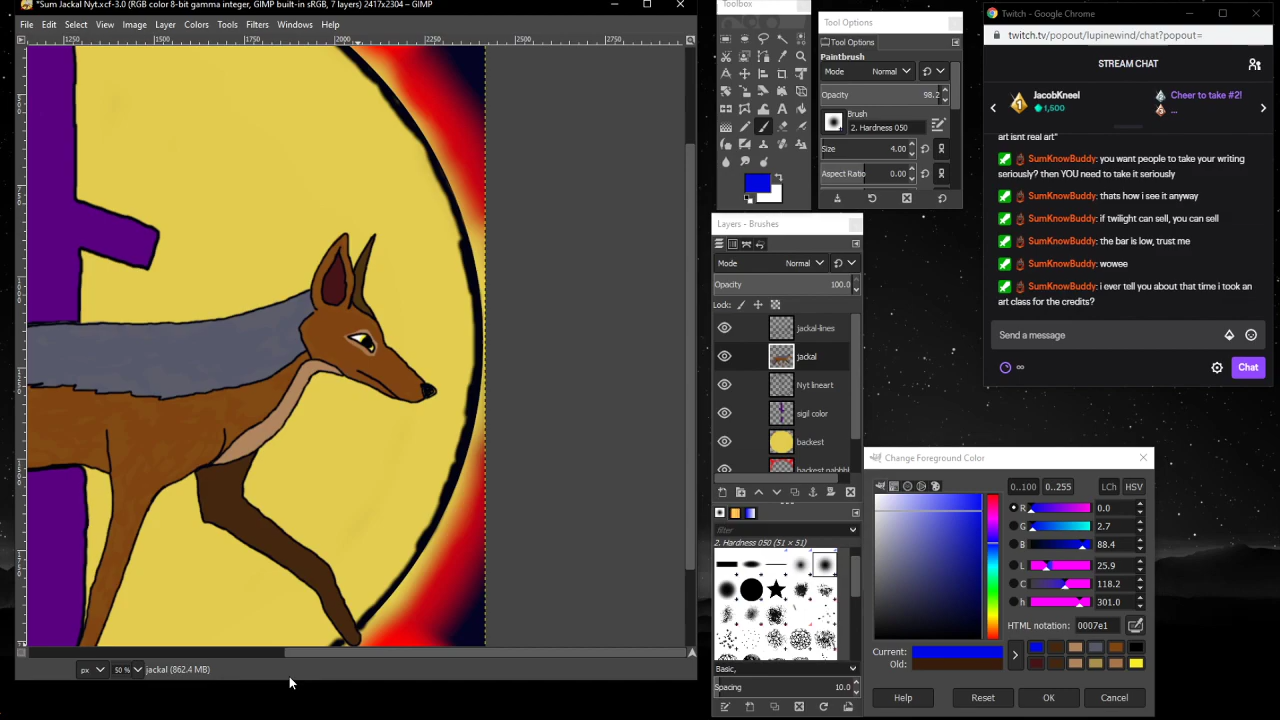 *Sum Jackal Nyt.xcf-3.0 (RGB color 8-bit gamma integer, GIMP built-in sRGB, 7 layers) 2417x2304 – GIMP
File Edit Select View Image Layer Colors Tools Filters Windows Help
1250 1500 1750 2000 2250 2500 2750
px 50 % jackal (862.4 MB)
Toolbox
Tool Options
Tool Options
Paintbrush
Mode Normal
Opacity 98.2
Brush
2. Hardness 050
Size 4.00
Aspect Ratio 0.00
Layers - Brushes
Mode Normal
Opacity 100.0
Lock:
jackal-lines
jackal
Nyt lineart
sigil color
backest
filter
2. Hardness 050 (51 × 51)
Basic,
Spacing 10.0
Twitch - Google Chrome
twitch.tv/popout/lupinewind/chat?popout=
STREAM CHAT
1 JacobKneel
1,500
Cheer to take #2!
...
art isnt real art"
SumKnowBuddy: you want people to take your writing
seriously? then YOU need to take it seriously
SumKnowBuddy: thats how i see it anyway
SumKnowBuddy: if twilight can sell, you can sell
SumKnowBuddy: the bar is low, trust me
SumKnowBuddy: wowee
SumKnowBuddy: i ever tell you about that time i took an
art class for the credits?
Send a message
∞
Chat
Change Foreground Color
0..100 0..255 LCh HSV
R 0.0
G 2.7
B 88.4
L 25.9
C 118.2
h 301.0
HTML notation: 0007e1
Current:
Old:
Help Reset OK Cancel